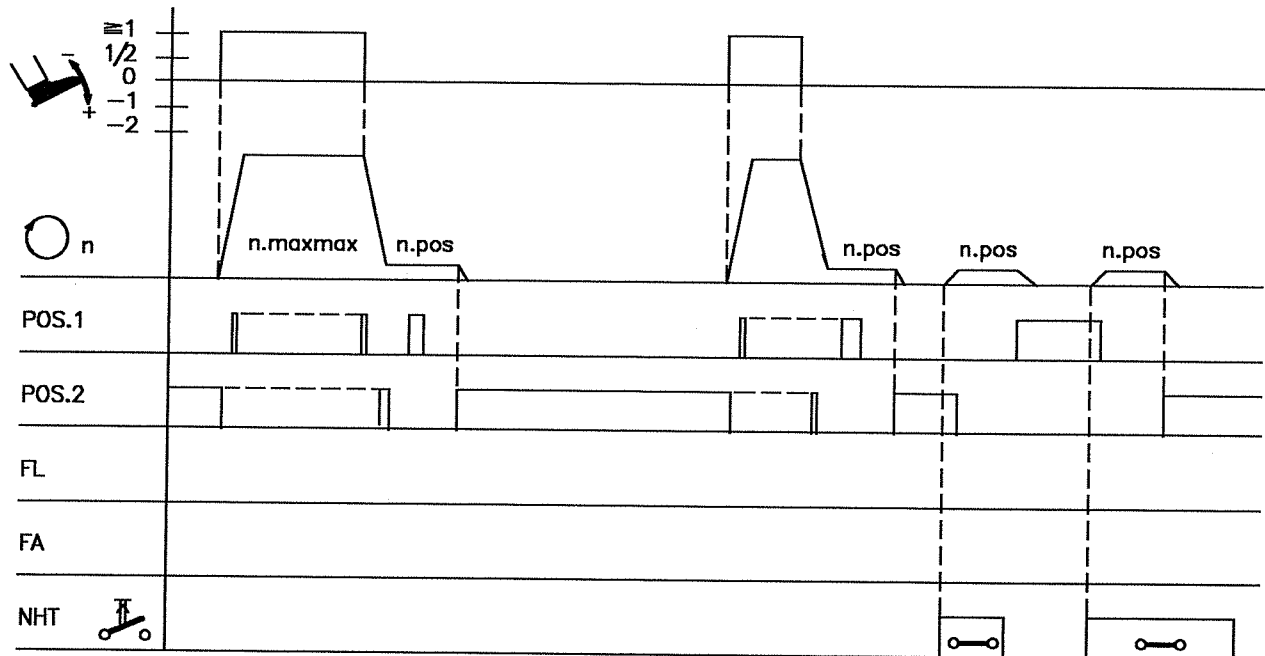 ≧1
1/2
0
−1
−2
−
+
n
n.maxmax
n.pos
n.pos
n.pos
n.pos
POS.1
POS.2
FL
FA
NHT